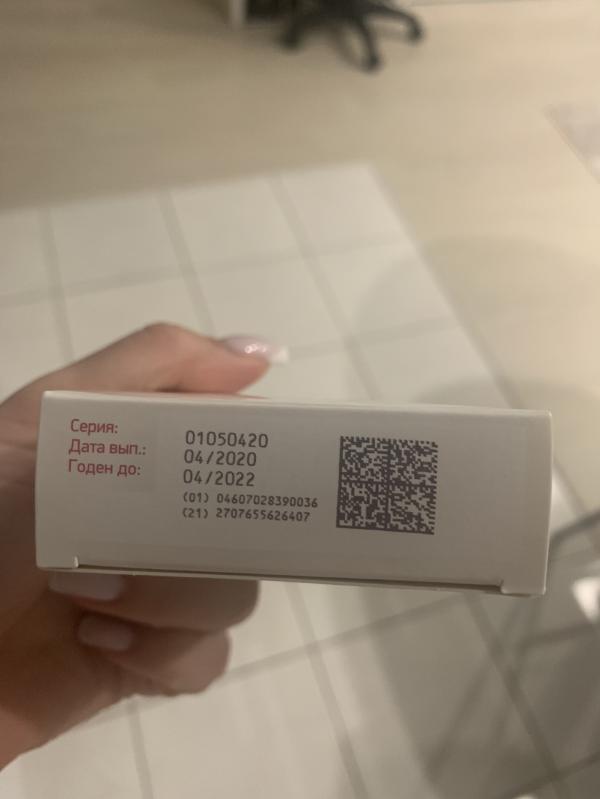 Серия: 01050420
Дата вып.: 04/2020
Годен до: 04/2022
(01) 04607028390036
(21) 2707655626407